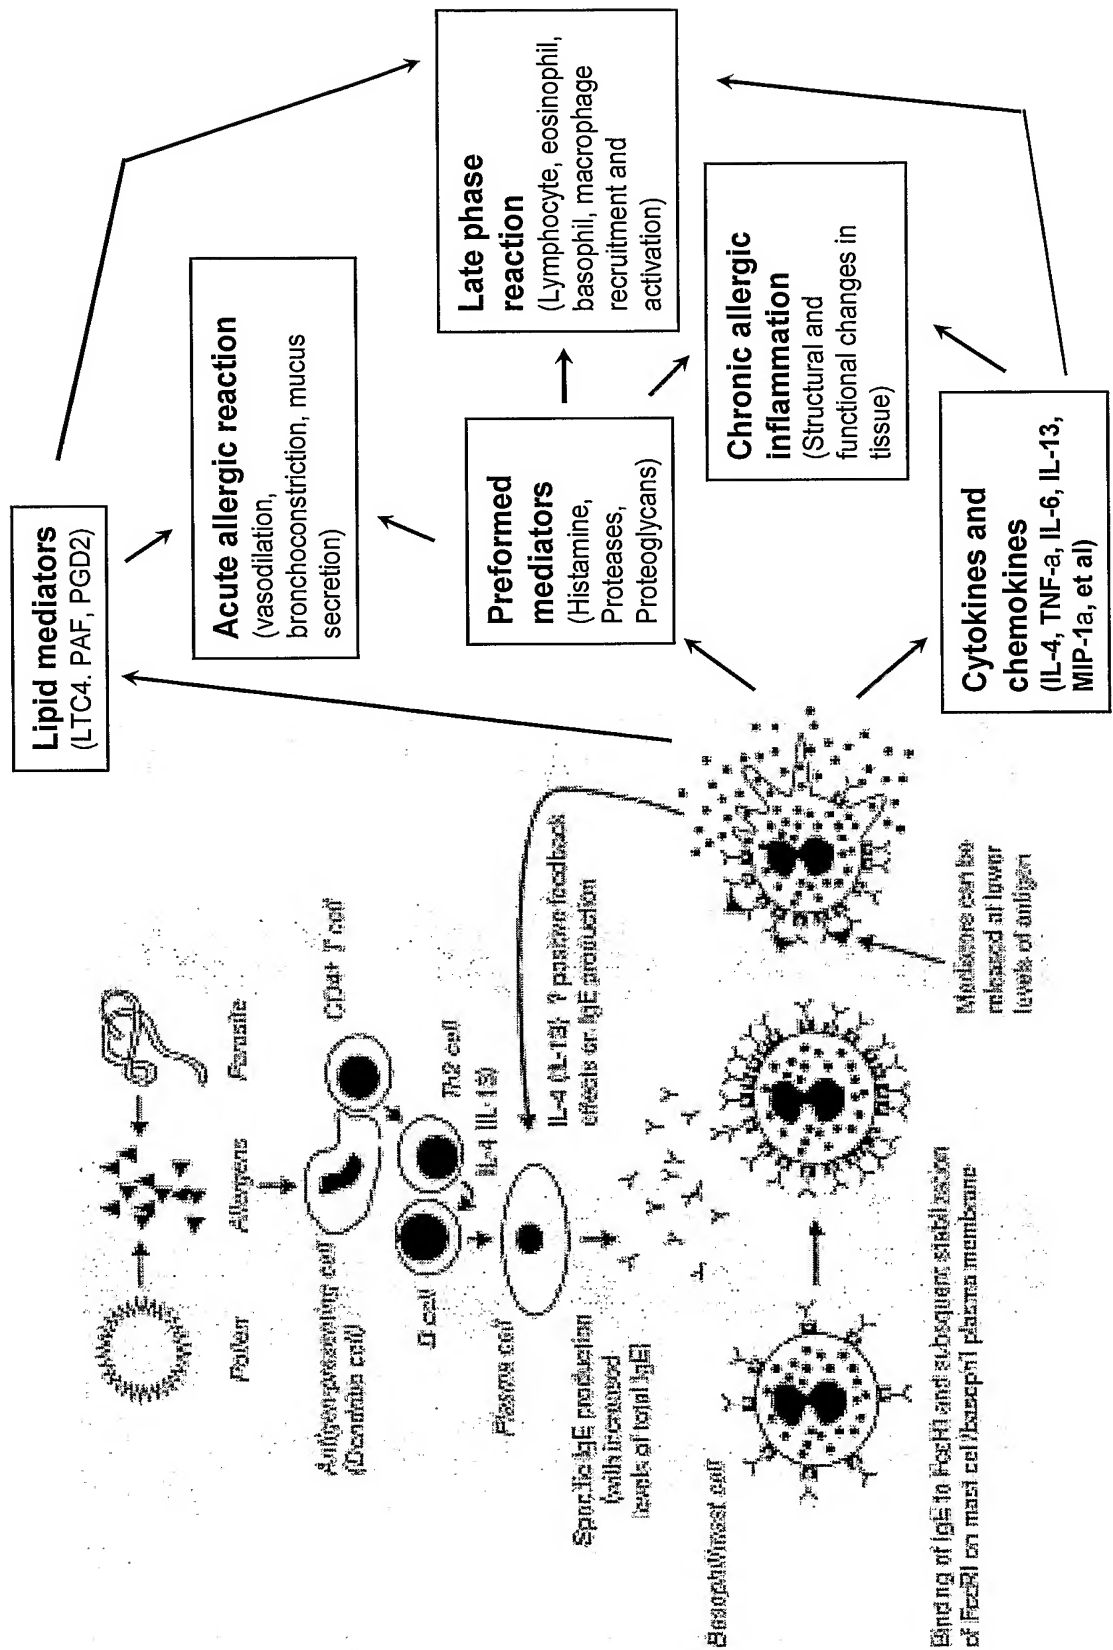 Pollen
Allergens
Parasite
Antigen-presenting cell
(Dendritic cell)
CD4+ T cell
B cell
Th2 cell
IL-4 (IL-13)
Plasma cell
Specific IgE production
(with increased
levels of total IgE)
IL-4 (IL-13) ? positive feedback
effects on IgE production
Basophil/mast cell
Binding of IgE to FcεRI and subsequent stabilization
of FcεRI on mast cell/basophil plasma membrane
Mediators can be
released at lower
levels of antigen
Lipid mediators
(LTC4. PAF, PGD2)
Acute allergic reaction
(vasodilation,
bronchoconstriction, mucus
secretion)
Preformed
mediators
(Histamine,
Proteases,
Proteoglycans)
Late phase
reaction
(Lymphocyte, eosinophil,
basophil, macrophage
recruitment and
activation)
Chronic allergic
inflammation
(Structural and
functional changes in
tissue)
Cytokines and
chemokines
(IL-4, TNF-a, IL-6, IL-13,
MIP-1a, et al)